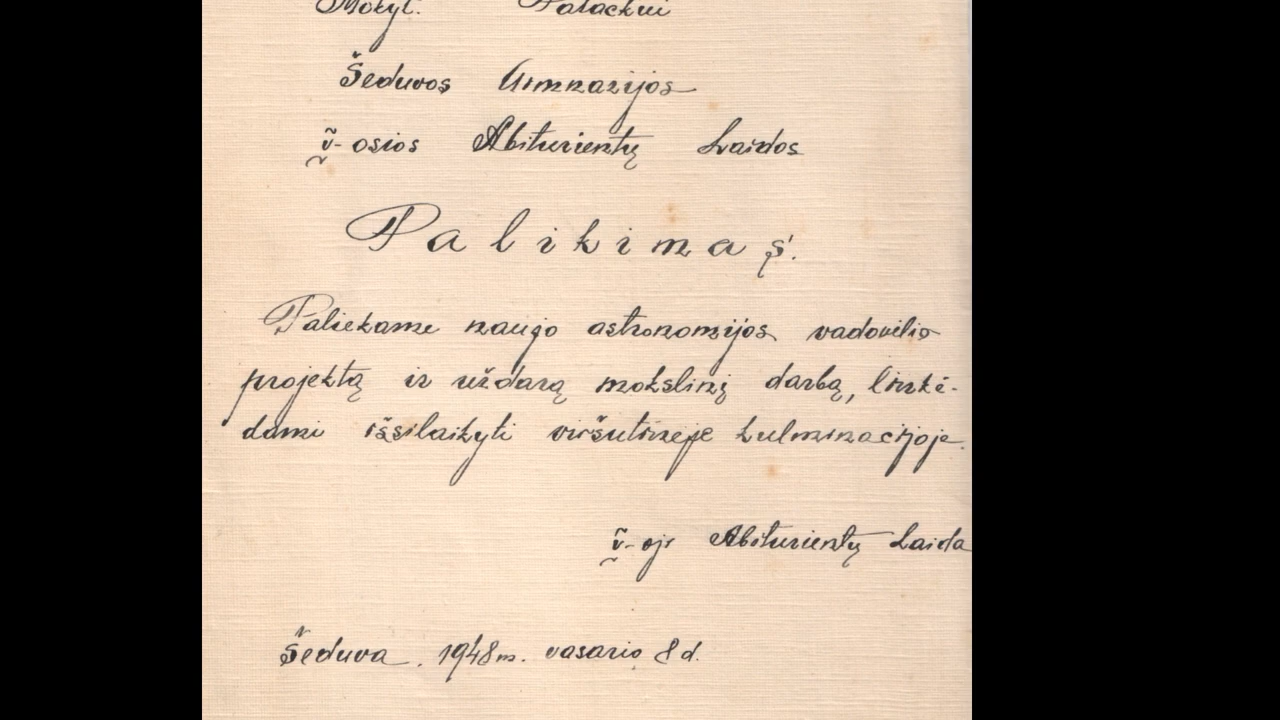 Mokyt. Palackui
Šeduvos Gimnazijos
V-osios Abiturientų Laidos
Palikimas.
Paliekame naujo astronomijos vadovėlio
projektą ir uždarą mokslinį darbą, linkė-
dami išsilaikyti viršutinėje kulminacijoje.
V-oji Abiturientų Laida
Šeduva. 1948 m. vasario 8 d.